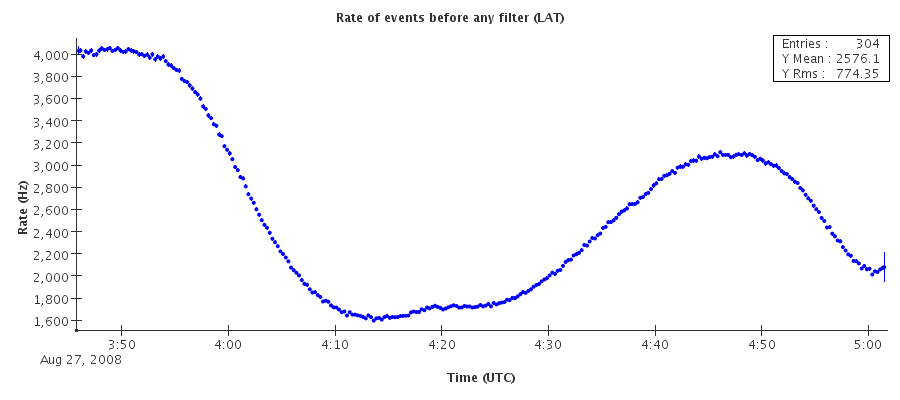 Rate of events before any filter (LAT)
Entries : 304
Y Mean : 2576.1
Y Rms : 774.35
4,000
3,800
3,600
3,400
3,200
3,000
2,800
2,600
2,400
2,200
2,000
1,800
1,600
Rate (Hz)
3:50 4:00 4:10 4:20 4:30 4:40 4:50 5:00
Aug 27, 2008
Time (UTC)